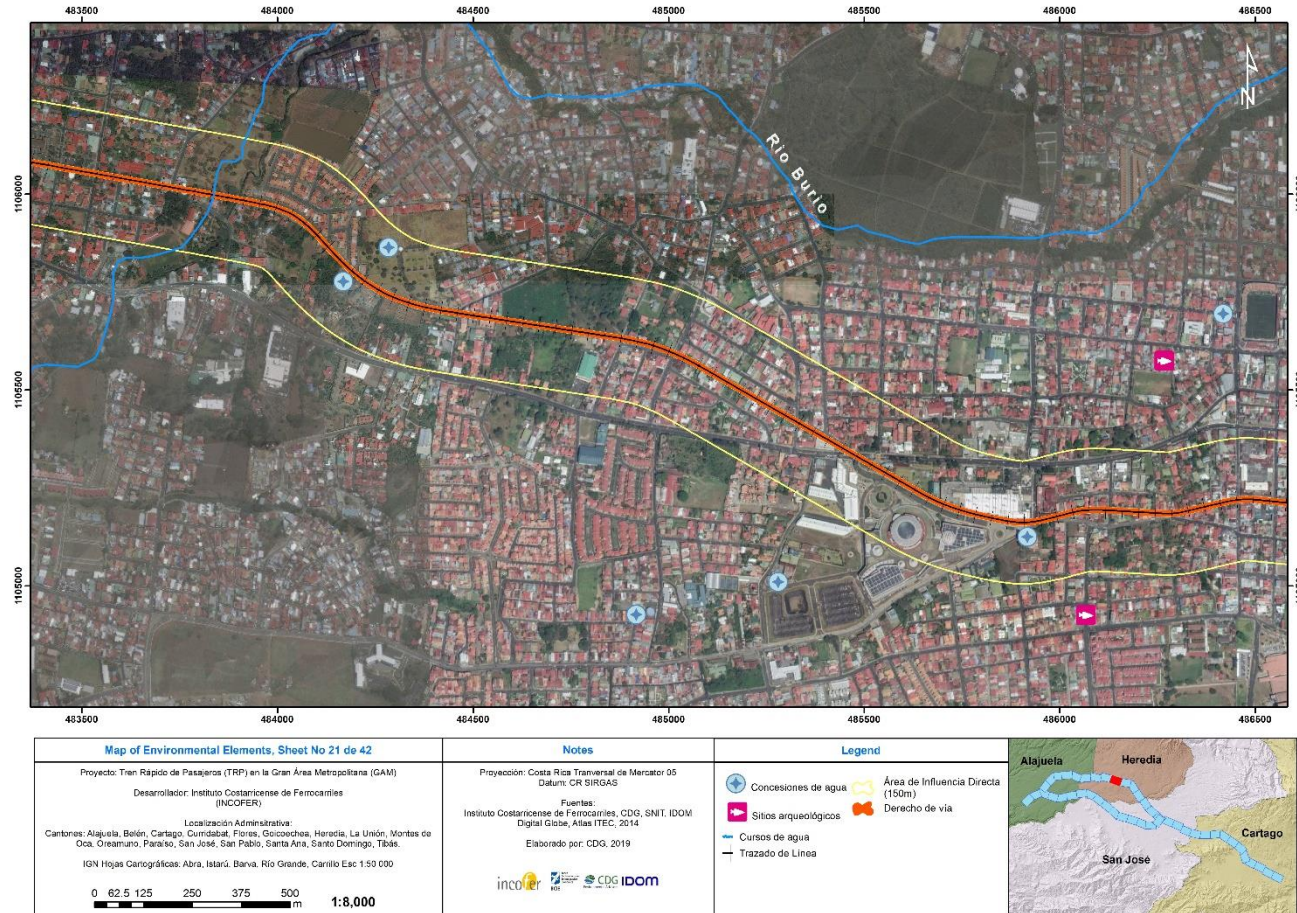 483500 484000 484500 485000 485500 486000 486500
1106000
1105500
1105000
Río Burío
N
483500 484000 484500 485000 485500 486000 486500
Map of Environmental Elements, Sheet No 21 de 42
Proyecto: Tren Rápido de Pasajeros (TRP) en la Gran Área Metropolitana (GAM)
Desarrollador: Instituto Costarricense de Ferrocarriles
(INCOFER)
Localización Adminsitrativa:
Cantones: Alajuela, Belén, Cartago, Curridabat, Flores, Goicoechea, Heredia, La Unión, Montes de
Oca, Oreamuno, Paraíso, San José, San Pablo, Santa Ana, Santo Domingo, Tibás.
IGN Hojas Cartográficas: Abra, Istarú, Barva, Río Grande, Carrillo Esc 1:50 000
0 62.5 125 250 375 500
m
1:8,000
Notes
Proyección: Costa Rica Tranversal de Mercator 05
Datum: CR SIRGAS
Fuentes:
Instituto Costarricense de Ferrocarriles, CDG, SNIT, IDOM
Digital Globe, Atlas ITEC, 2014
Elaborado por: CDG, 2019
incofer
CDG
IDOM
Legend
Concesiones de agua
Sitios arqueológicos
Cursos de agua
Trazado de Línea
Área de Influencia Directa
(150m)
Derecho de vía
Alajuela
Heredia
San José
Cartago